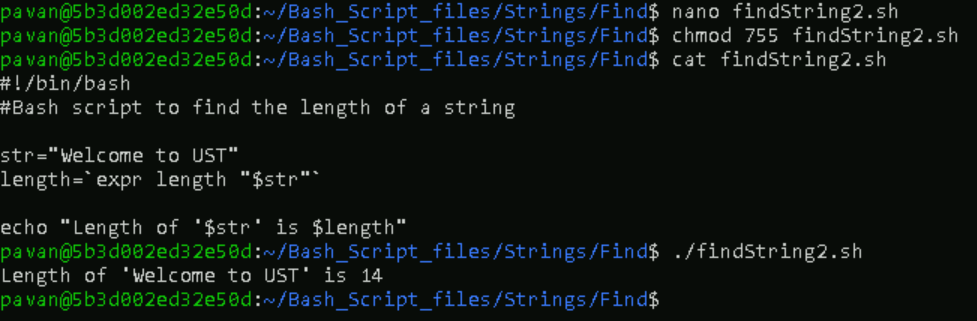 pavan@5b3d002ed32e50d:~/Bash_Script_files/Strings/Find$ nano findString2.sh
pavan@5b3d002ed32e50d:~/Bash_Script_files/Strings/Find$ chmod 755 findString2.sh
pavan@5b3d002ed32e50d:~/Bash_Script_files/Strings/Find$ cat findString2.sh
#!/bin/bash
#Bash script to find the length of a string
str="Welcome to UST"
length=`expr length "$str"`
echo "Length of '$str' is $length"
pavan@5b3d002ed32e50d:~/Bash_Script_files/Strings/Find$ ./findString2.sh
Length of 'Welcome to UST' is 14
pavan@5b3d002ed32e50d:~/Bash_Script_files/Strings/Find$